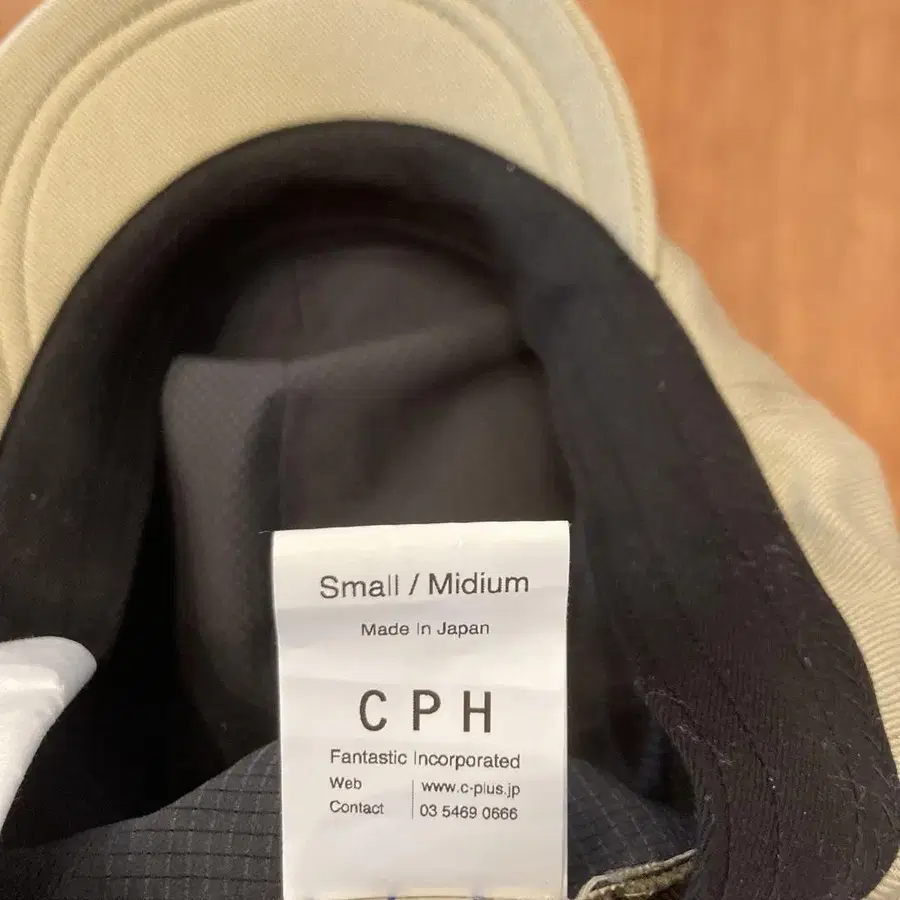 Small / Midium
Made In Japan
CPH
Fantastic Incorporated
Web www.c-plus.jp
Contact 03 5469 0666